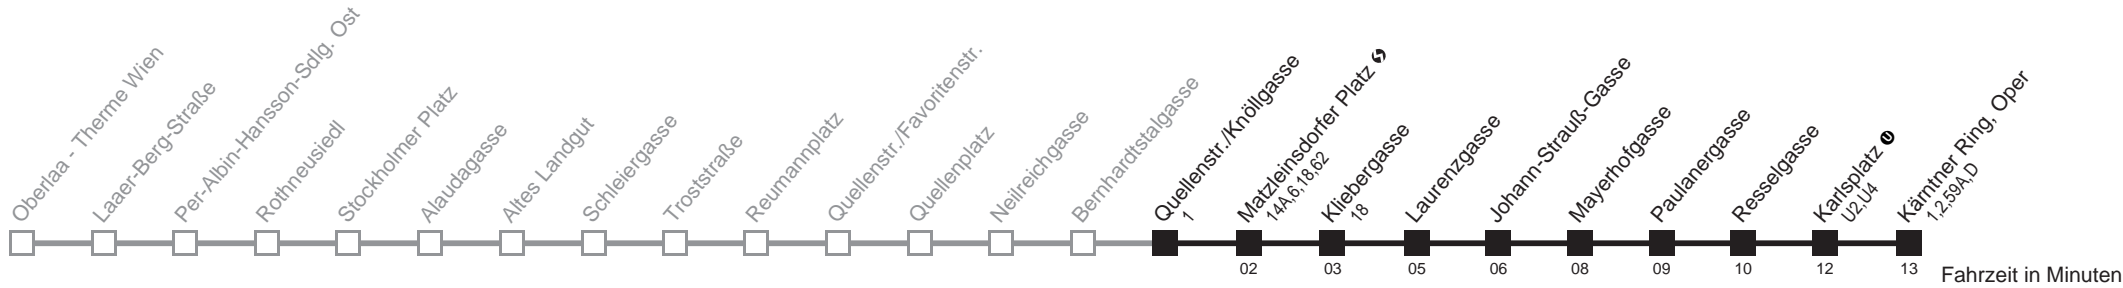 Oberlaa - Therme Wien
Laaer-Berg-Straße
Per-Albin-Hansson-Sdlg. Ost
Rothneusiedl
Stockholmer Platz
Alaudagasse
Altes Landgut
Schleiergasse
Troststraße
Reumannplatz
Quellenstr./Favoritenstr.
Quellenplatz
Neilreichgasse
Bernhardtstalgasse
Quellenstr./Knöllgasse
1
Matzleinsdorfer Platz S
14A,6,18,62
Kliebergasse
18
Laurenzgasse
Johann-Strauß-Gasse
Mayerhofgasse
Paulanergasse
Resselgasse
Karlsplatz U
U2,U4
Kärntner Ring, Oper
1,2,59A,D
02 03 05 06 08 09 10 12 13
Fahrzeit in Minuten